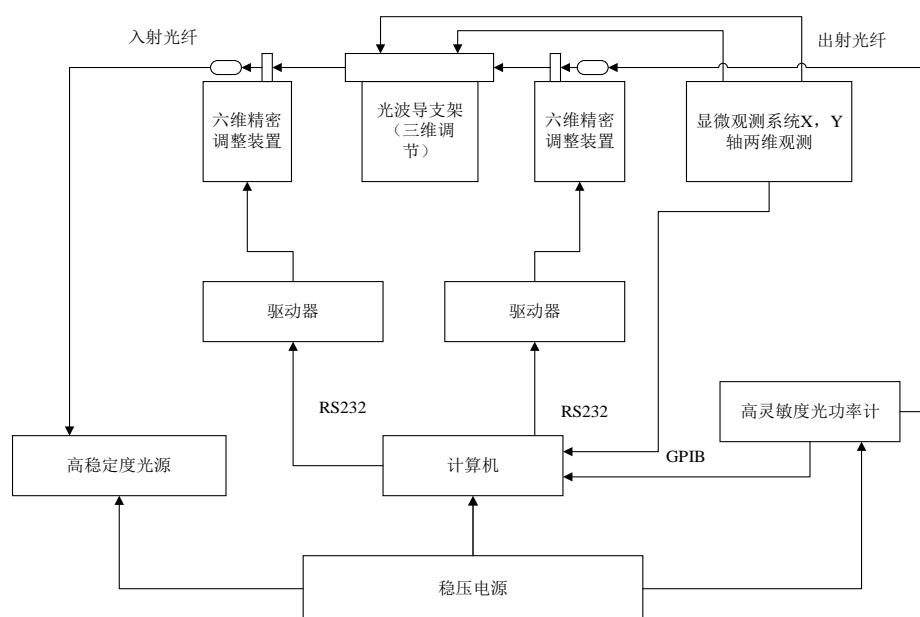 入射光纤
出射光纤
六维精密
调整装置
光波导支架
（三维调
节）
六维精密
调整装置
显微观测系统X，Y
轴两维观测
驱动器
驱动器
RS232
RS232
高灵敏度光功率计
高稳定度光源
计算机
GPIB
稳压电源